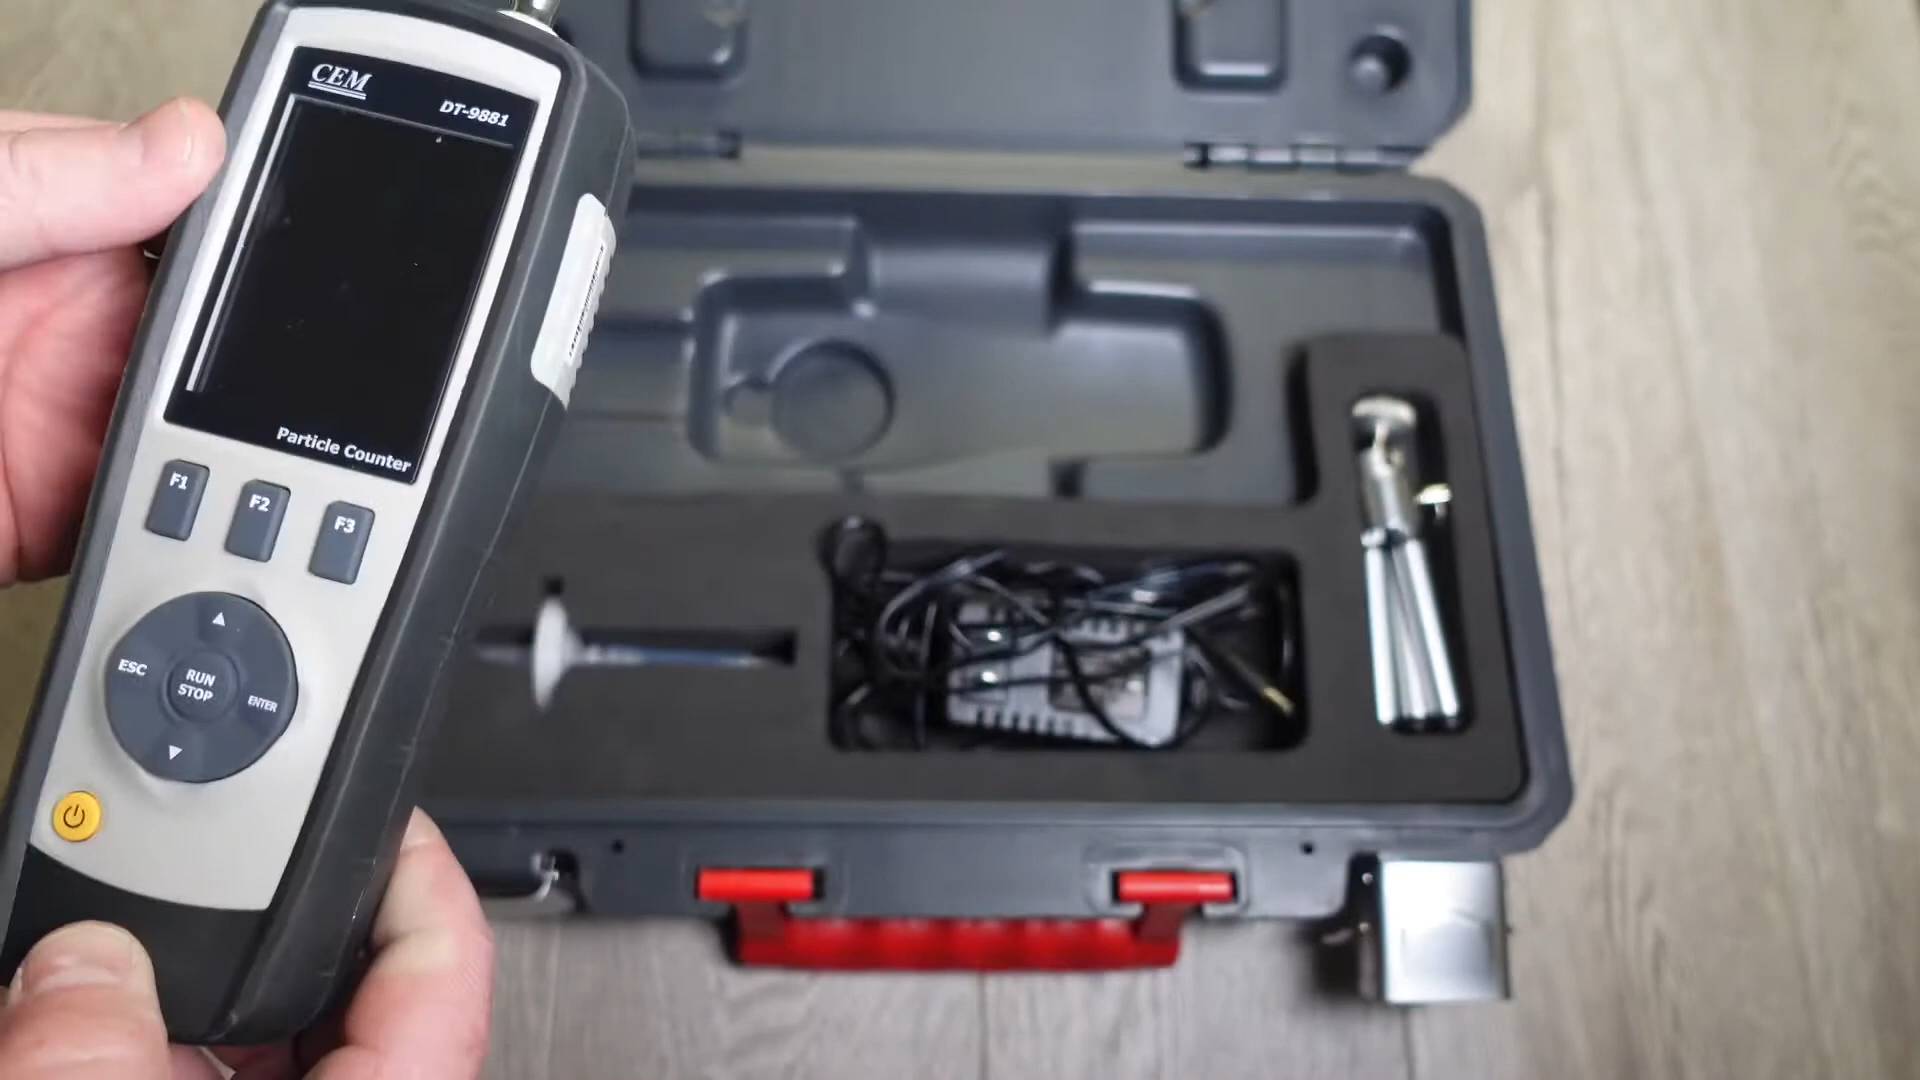 CEM
DT-9881
Particle Counter
F1
F2
F3
ESC
RUN
STOP
ENTER